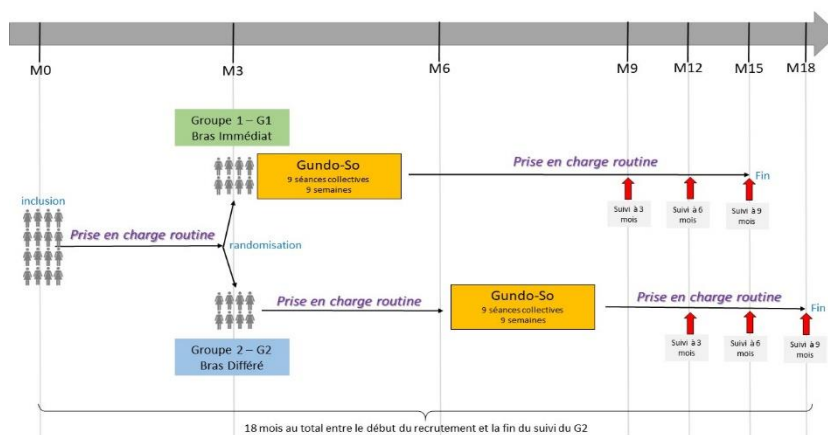 M0 M3 M6 M9 M12 M15 M18
Groupe 1 – G1
Bras Immédiat
Gundo-So
9 séances collectives
9 semaines
Prise en charge routine
Fin
Suivi à 3
mois
Suivi à 6
mois
Suivi à 9
mois
inclusion
Prise en charge routine
randomisation
Prise en charge routine
Gundo-So
9 séances collectives
9 semaines
Prise en charge routine
Fin
Suivi à 3
mois
Suivi à 6
mois
Suivi à 9
mois
Groupe 2 – G2
Bras Différé
18 mois au total entre le début du recrutement et la fin du suivi du G2